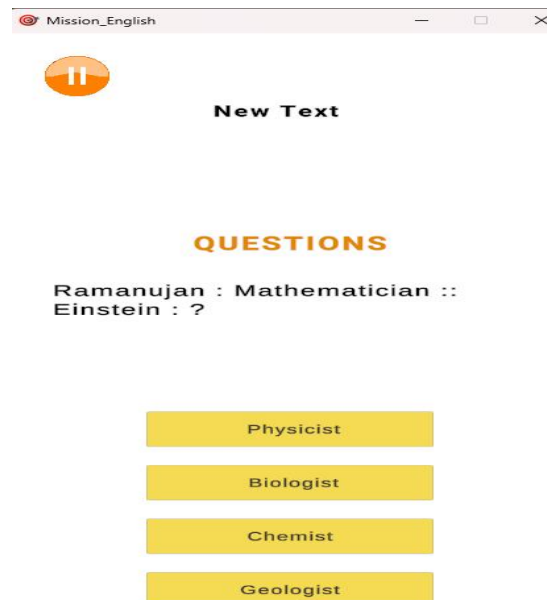 Mission_English
New Text
QUESTIONS
Ramanujan : Mathematician ::
Einstein : ?
Physicist
Biologist
Chemist
Geologist